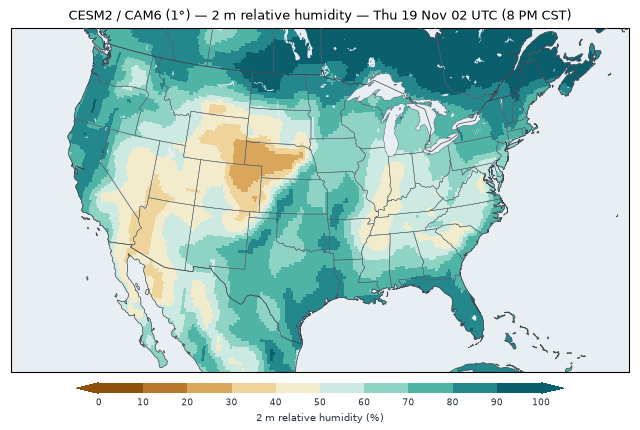 CESM2 / CAM6 (1°) — 2 m relative humidity — Thu 19 Nov 02 UTC (8 PM CST)
0 10 20 30 40 50 60 70 80 90 100
2 m relative humidity (%)